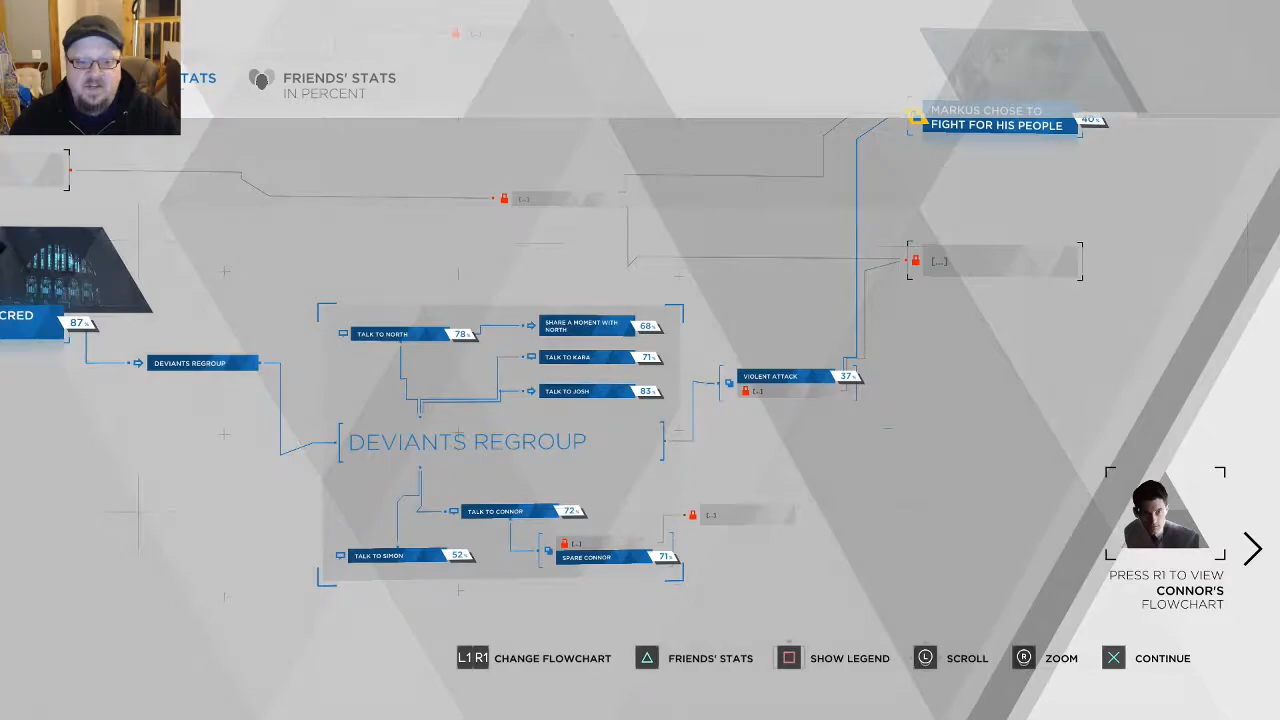 [...]
TATS
FRIENDS' STATS
IN PERCENT
MARKUS CHOSE TO
FIGHT FOR HIS PEOPLE
40%
[...]
[...]
CRED
87%
DEVIANTS REGROUP
TALK TO NORTH
78%
SHARE A MOMENT WITH
NORTH
68%
TALK TO KARA
71%
TALK TO JOSH
83%
VIOLENT ATTACK
37%
[...]
DEVIANTS REGROUP
TALK TO CONNOR
72%
[...]
[...]
TALK TO SIMON
52%
SPARE CONNOR
71%
PRESS R1 TO VIEW
CONNOR'S
FLOWCHART
L1 R1 CHANGE FLOWCHART
FRIENDS' STATS
SHOW LEGEND
L SCROLL
R ZOOM
CONTINUE